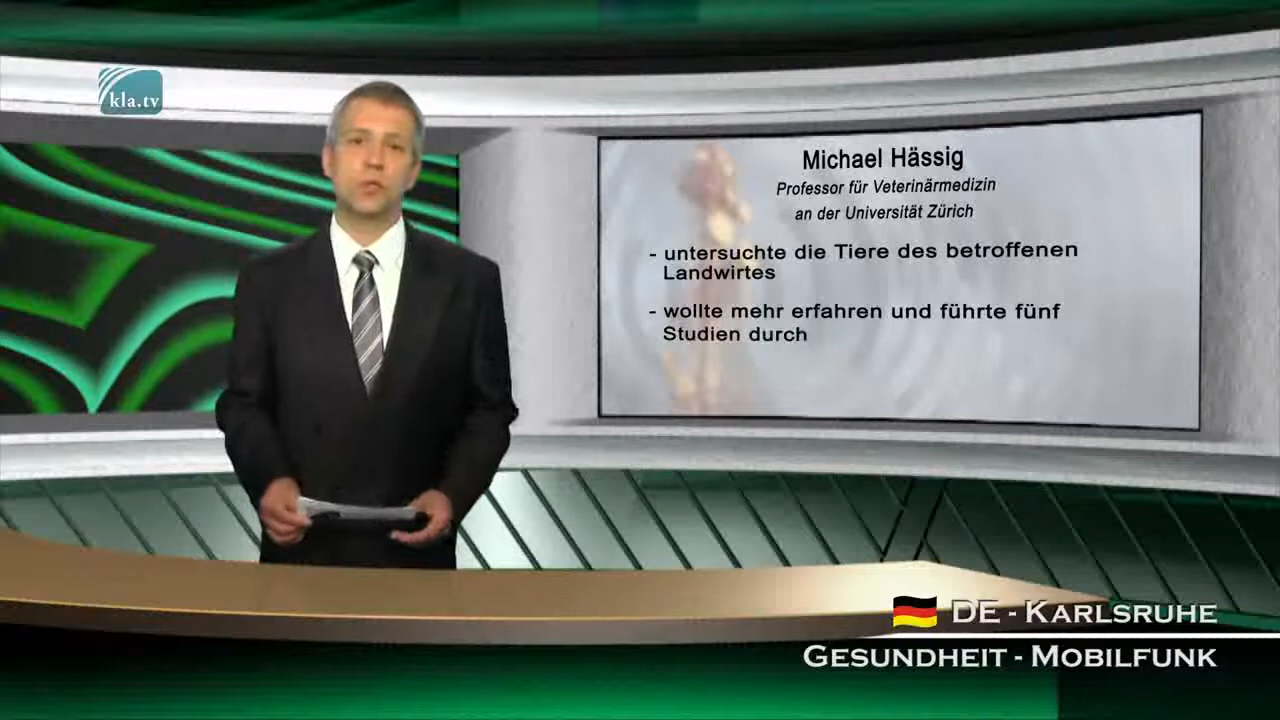 kla.tv
Michael Hässig
Professor für Veterinärmedizin
an der Universität Zürich
- untersuchte die Tiere des betroffenen
Landwirtes
- wollte mehr erfahren und führte fünf
Studien durch
DE - Karlsruhe
Gesundheit - Mobilfunk